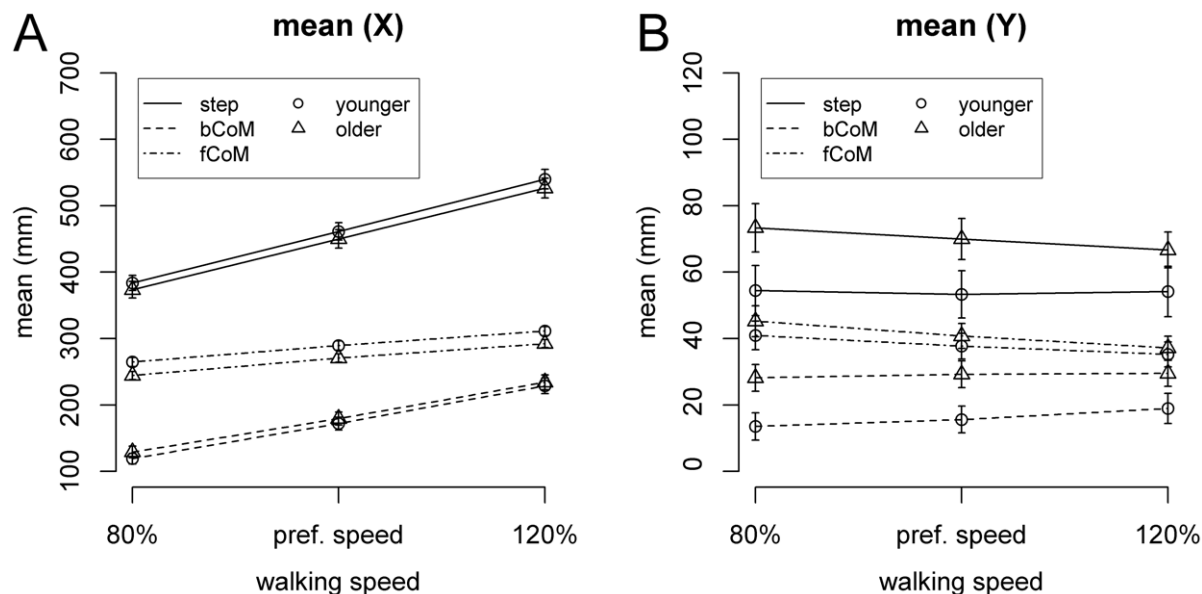 A
mean (X)
step
younger
bCoM
older
fCoM
mean (mm)
700
600
500
400
300
200
100
80%
pref. speed
120%
walking speed
B
mean (Y)
step
younger
bCoM
older
fCoM
mean (mm)
120
100
80
60
40
20
0
80%
pref. speed
120%
walking speed